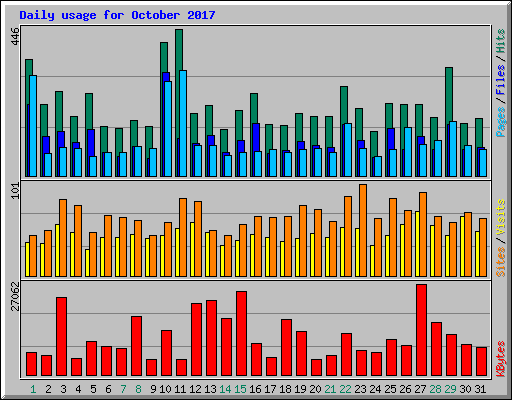 Daily usage for October 2017
446
Pages / Files / Hits
101
Sites / Visits
27062
KBytes
1 2 3 4 5 6 7 8 9 10 11 12 13 14 15 16 17 18 19 20 21 22 23 24 25 26 27 28 29 30 31